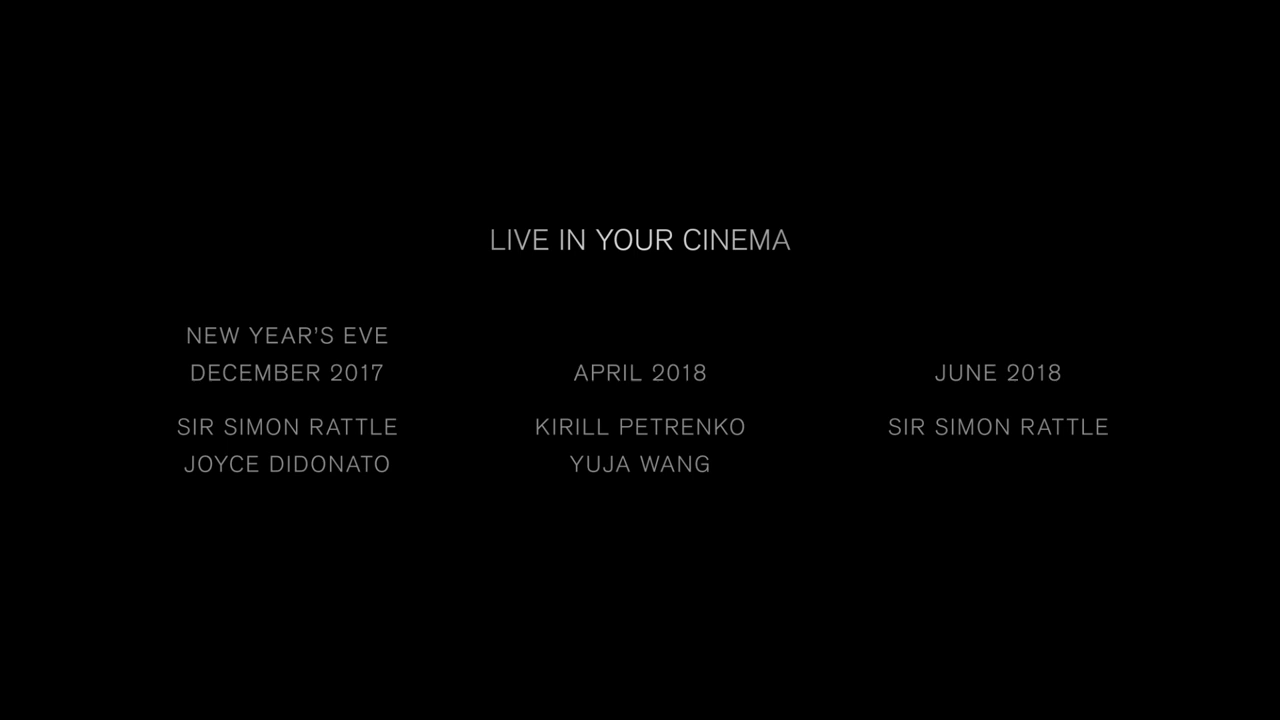 LIVE IN YOUR CINEMA
NEW YEAR’S EVE
DECEMBER 2017
SIR SIMON RATTLE
JOYCE DIDONATO
APRIL 2018
KIRILL PETRENKO
YUJA WANG
JUNE 2018
SIR SIMON RATTLE